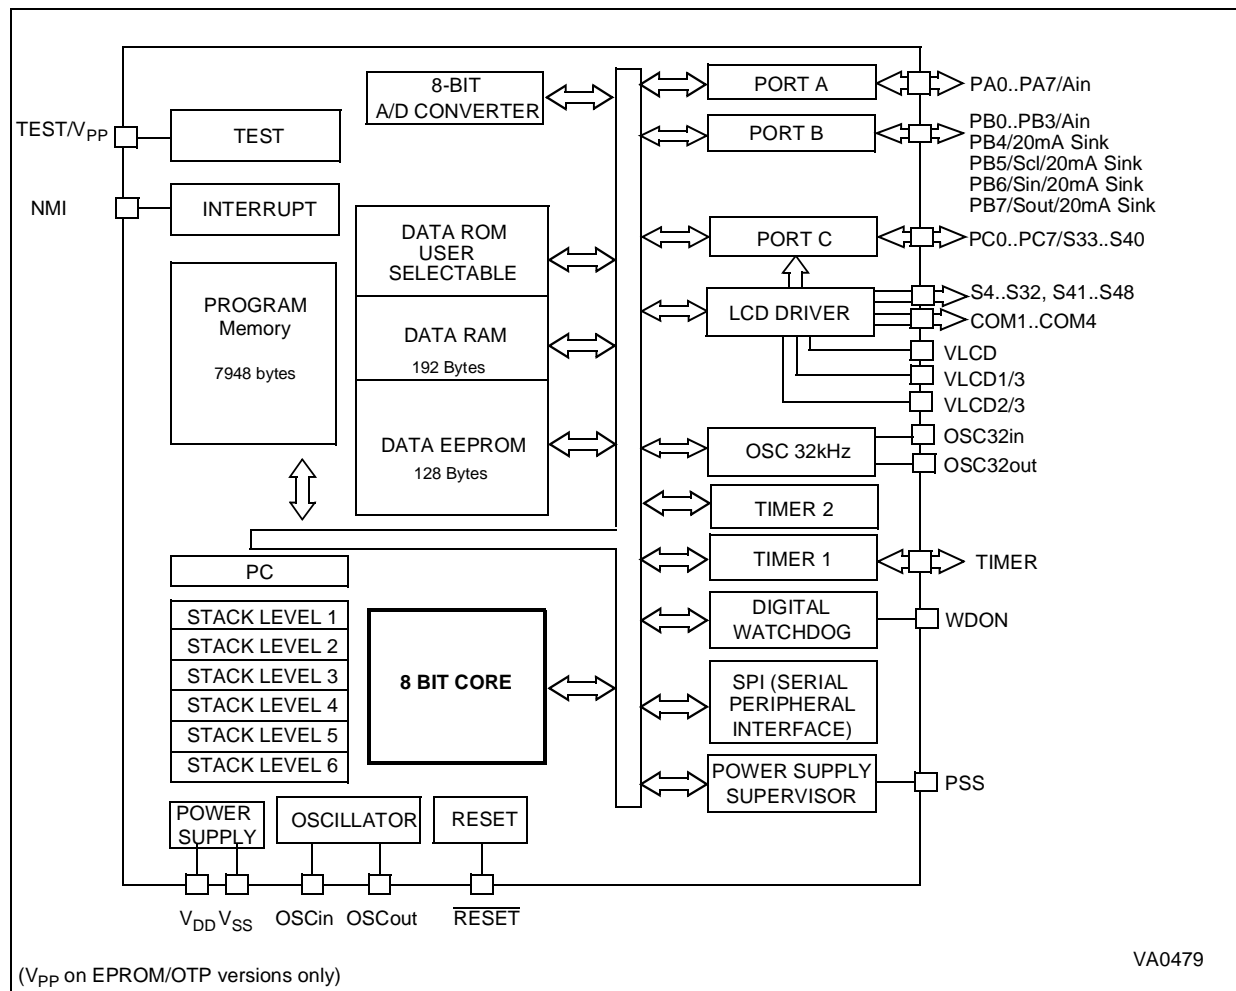 8-BIT
A/D CONVERTER
PORT A
PA0..PA7/Ain
TEST/VPP
TEST
PORT B
PB0..PB3/Ain
PB4/20mA Sink
PB5/Scl/20mA Sink
PB6/Sin/20mA Sink
PB7/Sout/20mA Sink
NMI
INTERRUPT
DATA ROM
USER
SELECTABLE
PORT C
PC0..PC7/S33..S40
PROGRAM
Memory
7948 bytes
DATA RAM
192 Bytes
LCD DRIVER
S4..S32, S41..S48
COM1..COM4
VLCD
VLCD1/3
VLCD2/3
DATA EEPROM
128 Bytes
OSC 32kHz
OSC32in
OSC32out
TIMER 2
TIMER 1
TIMER
PC
STACK LEVEL 1
STACK LEVEL 2
STACK LEVEL 3
STACK LEVEL 4
STACK LEVEL 5
STACK LEVEL 6
8 BIT CORE
DIGITAL
WATCHDOG
WDON
SPI (SERIAL
PERIPHERAL
INTERFACE)
POWER SUPPLY
SUPERVISOR
PSS
POWER
SUPPLY
OSCILLATOR
RESET
VDD VSS OSCin OSCout RESET
(VPP on EPROM/OTP versions only)
VA0479